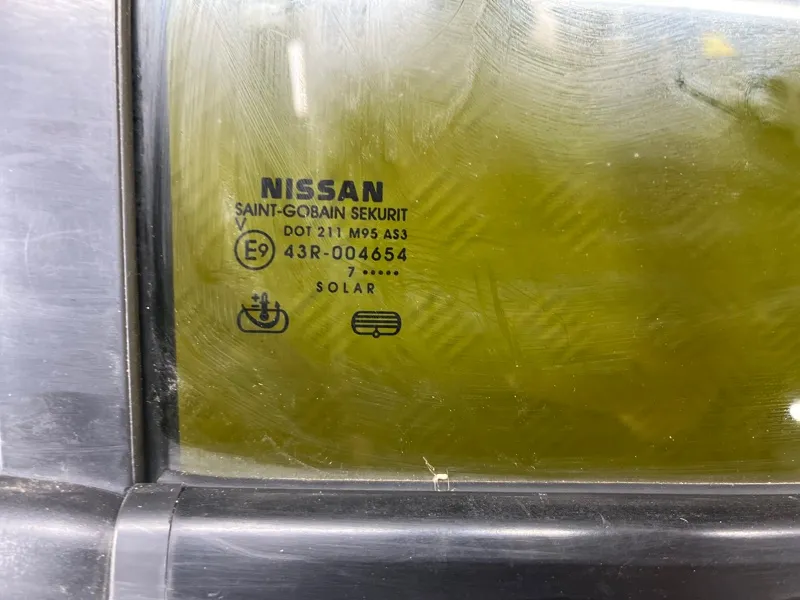 NISSAN
SAINT-GOBAIN SEKURIT
V
DOT 211 M95 AS3
E9 43R-004654
7 •••••
SOLAR